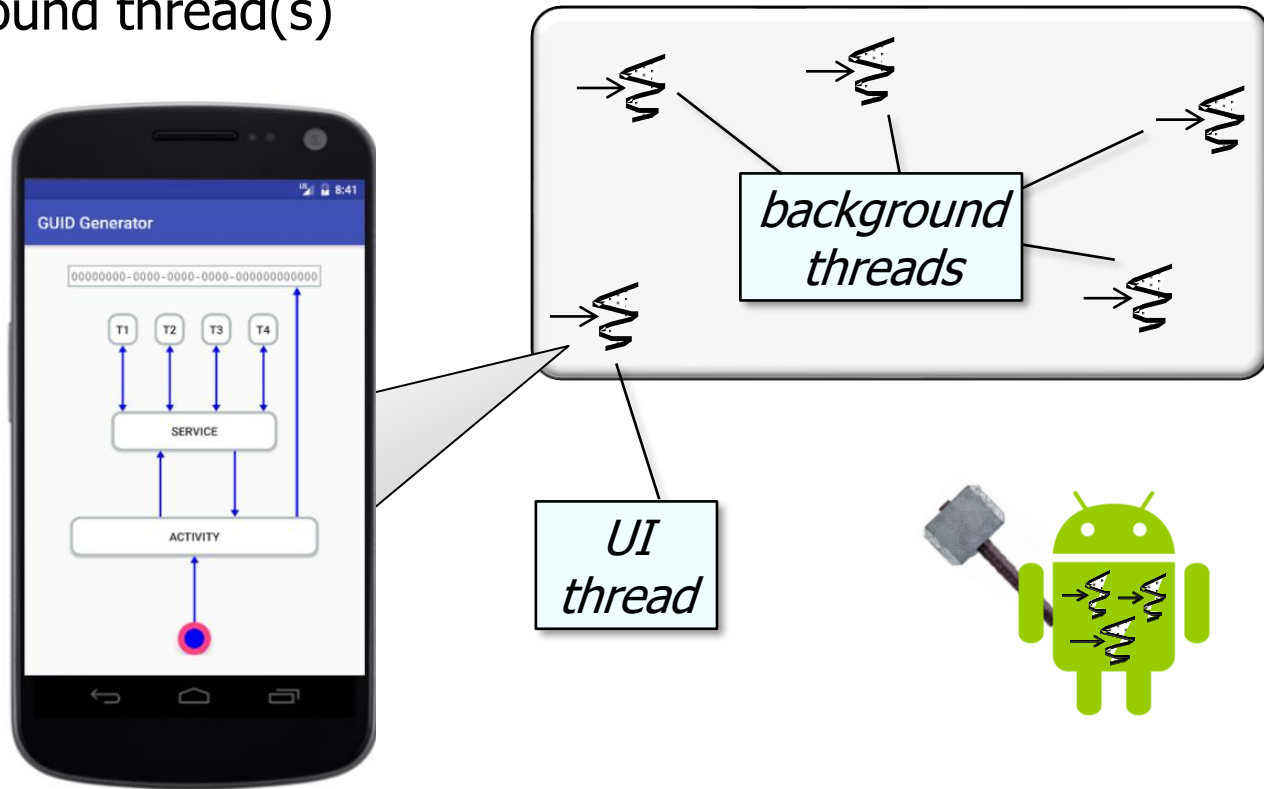 ound thread(s)
8:41
GUID Generator
00000000-0000-0000-0000-000000000000
T1 T2 T3 T4
SERVICE
ACTIVITY
background
threads
UI
thread